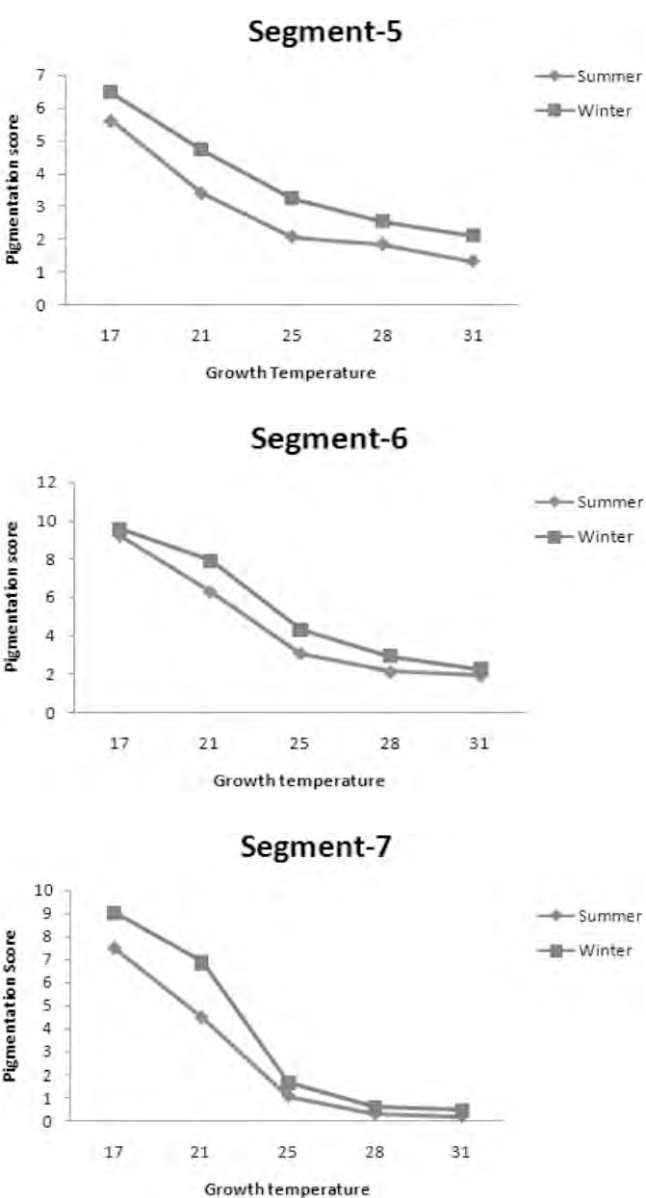 Segment-5
7
6
5
4
3
2
1
0
Pigmentation score
17 21 25 28 31
Growth Temperature
Summer
Winter
Segment-6
12
10
8
6
4
2
0
Pigmentation score
17 21 25 28 31
Growth temperature
Summer
Winter
Segment-7
10
9
8
7
6
5
4
3
2
1
0
Pigmentation Score
17 21 25 28 31
Growth temperature
Summer
Winter